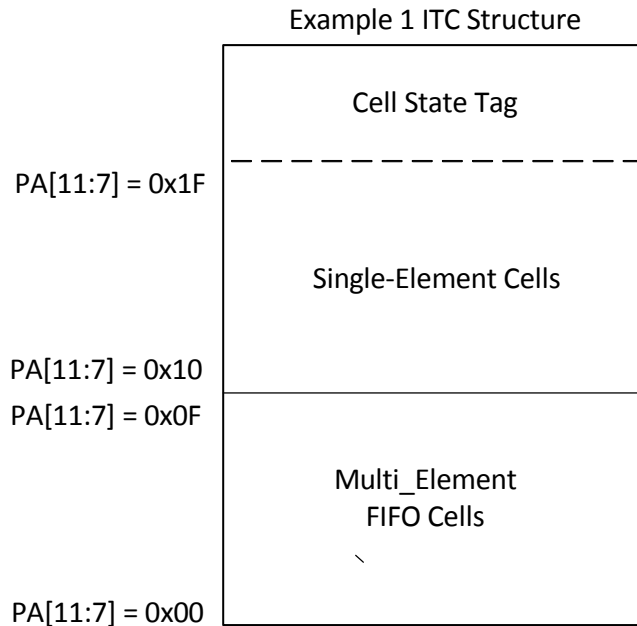 Example 1 ITC Structure
Cell State Tag
PA[11:7] = 0x1F
Single-Element Cells
PA[11:7] = 0x10
PA[11:7] = 0x0F
Multi_Element
FIFO Cells
PA[11:7] = 0x00